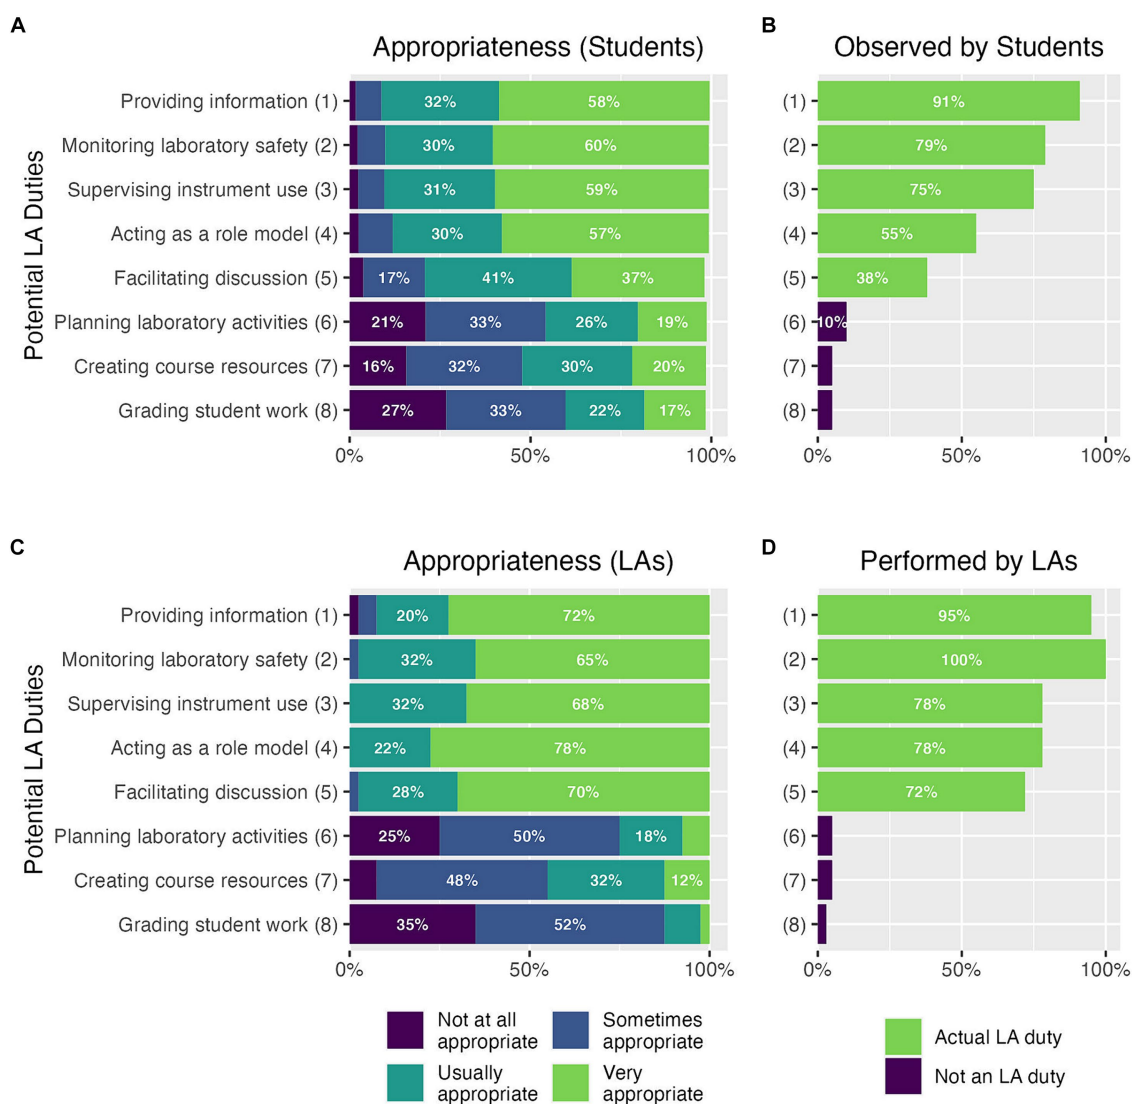 A
B
Appropriateness (Students)
Observed by Students
Potential LA Duties
Providing information (1)
32%
58%
(1)
91%
Monitoring laboratory safety (2)
30%
60%
(2)
79%
Supervising instrument use (3)
31%
59%
(3)
75%
Acting as a role model (4)
30%
57%
(4)
55%
Facilitating discussion (5)
17%
41%
37%
(5)
38%
Planning laboratory activities (6)
21%
33%
26%
19%
(6)
10%
Creating course resources (7)
16%
32%
30%
20%
(7)
Grading student work (8)
27%
33%
22%
17%
(8)
0%
50%
100%
0%
50%
100%
C
D
Appropriateness (LAs)
Performed by LAs
Potential LA Duties
Providing information (1)
20%
72%
(1)
95%
Monitoring laboratory safety (2)
32%
65%
(2)
100%
Supervising instrument use (3)
32%
68%
(3)
78%
Acting as a role model (4)
22%
78%
(4)
78%
Facilitating discussion (5)
28%
70%
(5)
72%
Planning laboratory activities (6)
25%
50%
18%
(6)
Creating course resources (7)
48%
32%
12%
(7)
Grading student work (8)
35%
52%
(8)
0%
50%
100%
0%
50%
100%
Not at all
appropriate
Sometimes
appropriate
Usually
appropriate
Very
appropriate
Actual LA duty
Not an LA duty